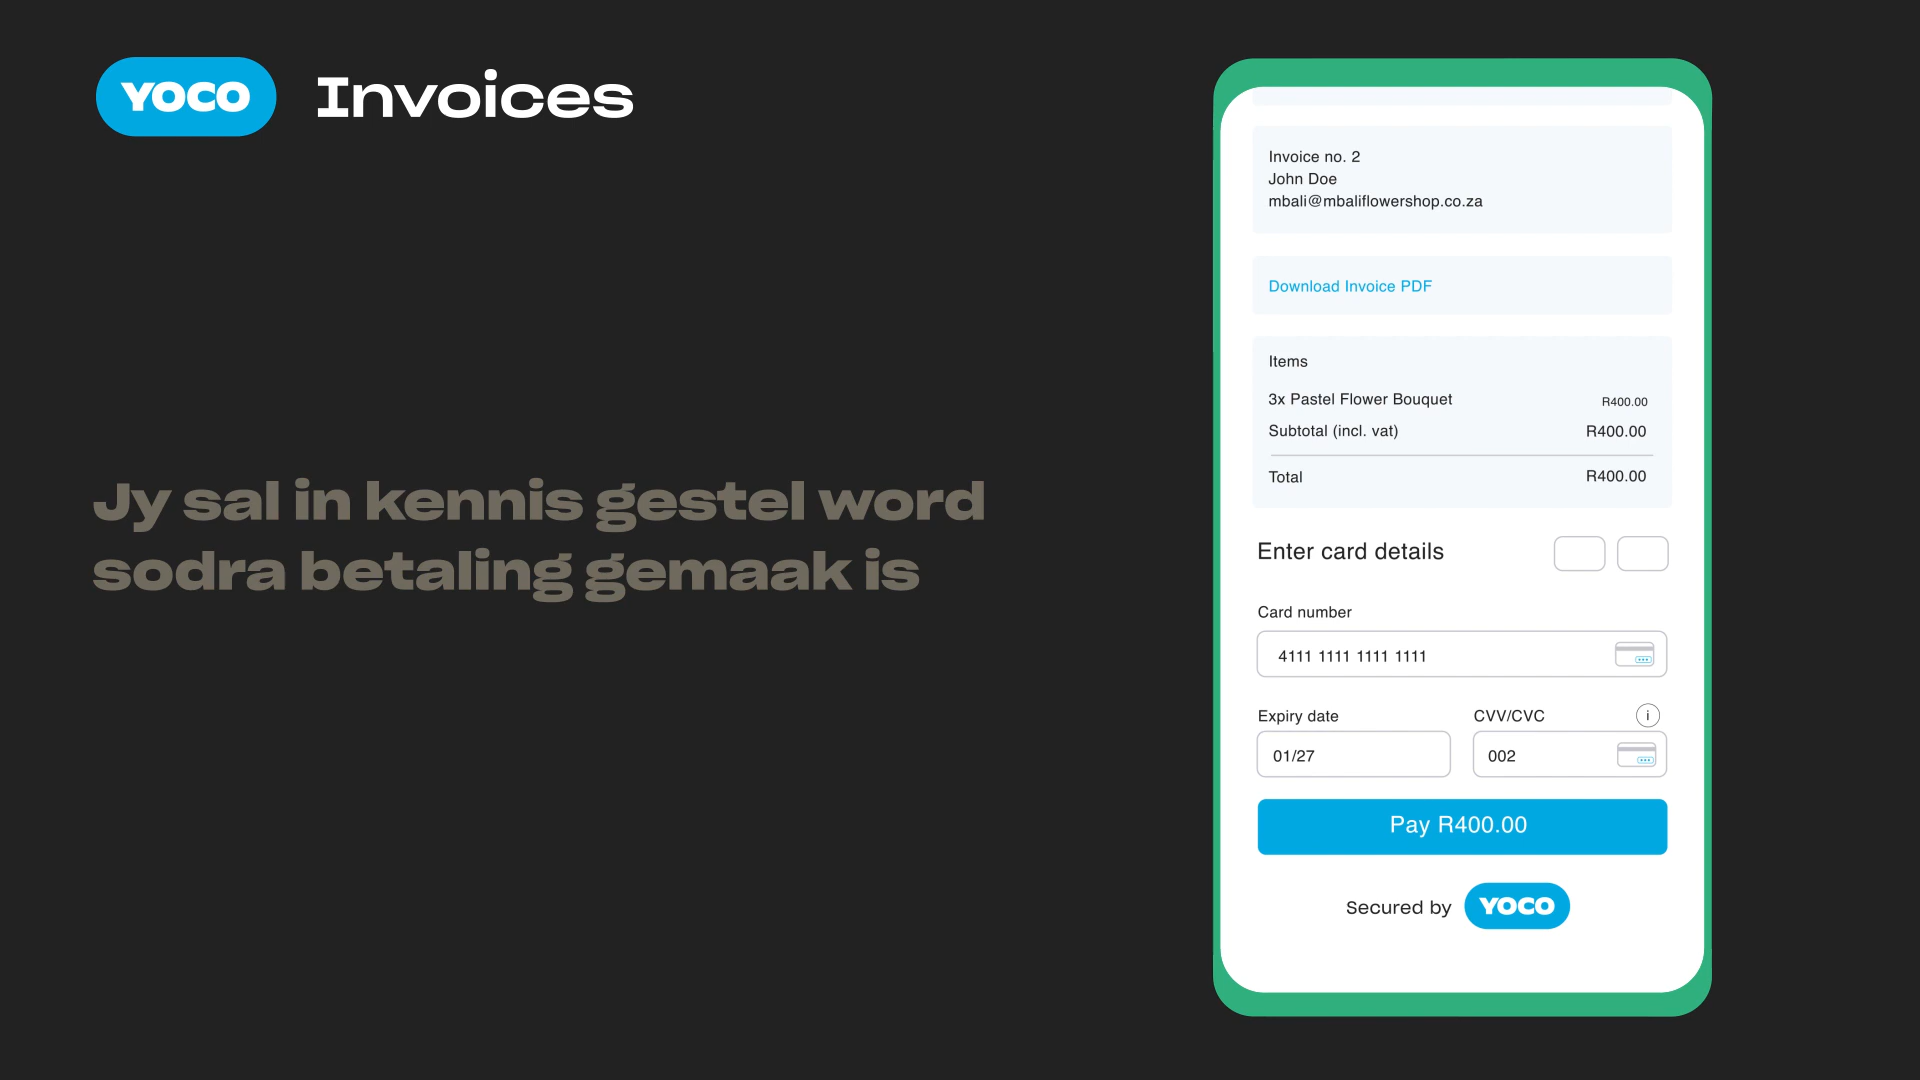 YOCO Invoices
Jy sal in kennis gestel word
sodra betaling gemaak is
Invoice no. 2
John Doe
mbali@mbaliflowershop.co.za
Download Invoice PDF
Items
3x Pastel Flower Bouquet R400.00
Subtotal (incl. vat) R400.00
Total R400.00
Enter card details
Card number
4111 1111 1111 1111
Expiry date CVV/CVC i
01/27 002
Pay R400.00
Secured by YOCO